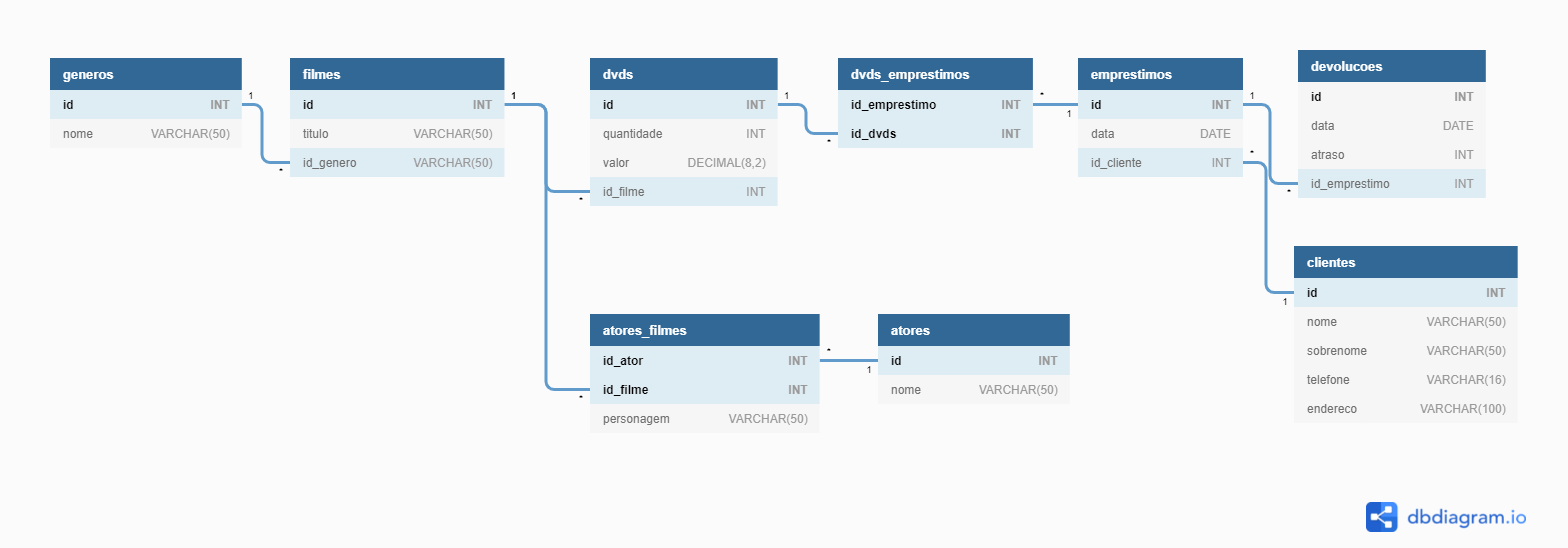 generos
id INT
nome VARCHAR(50)
filmes
id INT
titulo VARCHAR(50)
id_genero VARCHAR(50)
dvds
id INT
quantidade INT
valor DECIMAL(8,2)
id_filme INT
dvds_emprestimos
id_emprestimo INT
id_dvds INT
emprestimos
id INT
data DATE
id_cliente INT
devolucoes
id INT
data DATE
atraso INT
id_emprestimo INT
clientes
id INT
nome VARCHAR(50)
sobrenome VARCHAR(50)
telefone VARCHAR(16)
endereco VARCHAR(100)
atores_filmes
id_ator INT
id_filme INT
personagem VARCHAR(50)
atores
id INT
nome VARCHAR(50)
1
*
1
*
*
1
*
*
1
1
*
*
1
*
1
dbdiagram.io